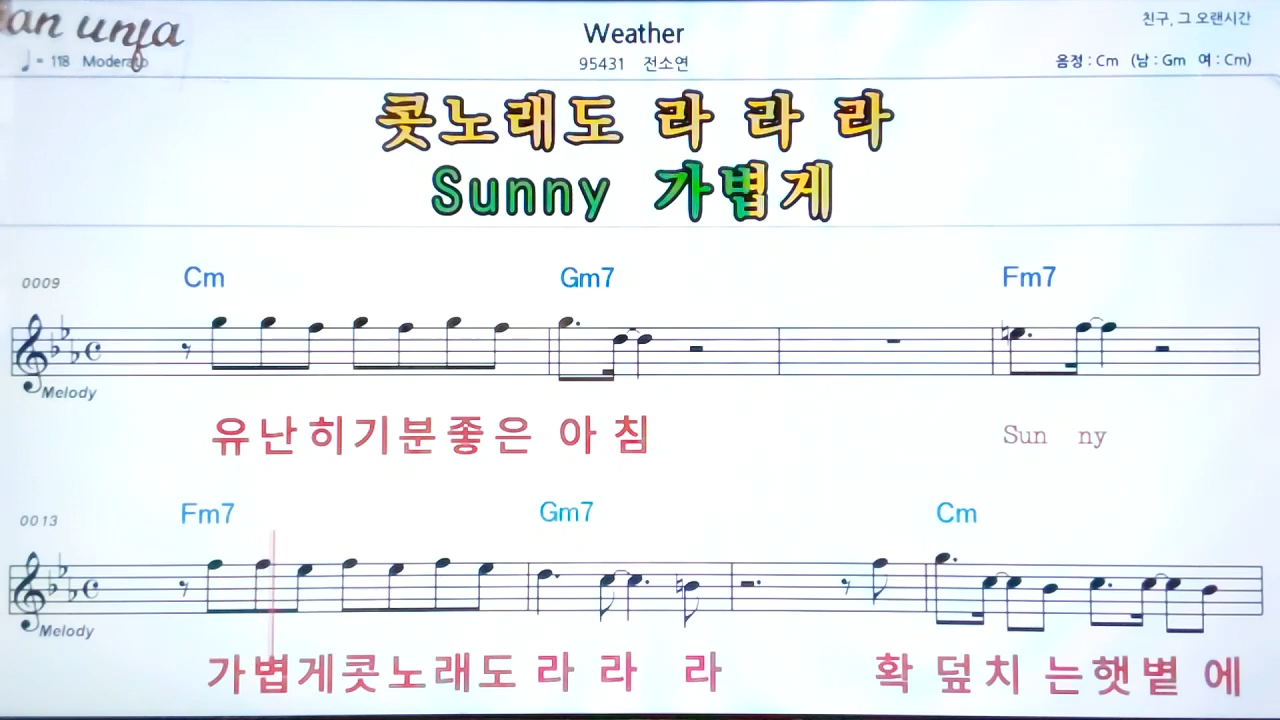 an unja
친구, 그 오랜시간
Weather
♩= 118 Moderato
95431 전소연
음정 : Cm (남 : Gm 여 : Cm)
콧노래도 라 라 라
Sunny 가볍게
0009 Cm Gm7 Fm7
Melody
유난히기분좋은 아 침 Sun ny
0013 Fm7 Gm7 Cm
Melody
가볍게콧노래도 라 라 라 확 덮치 는햇볕 에